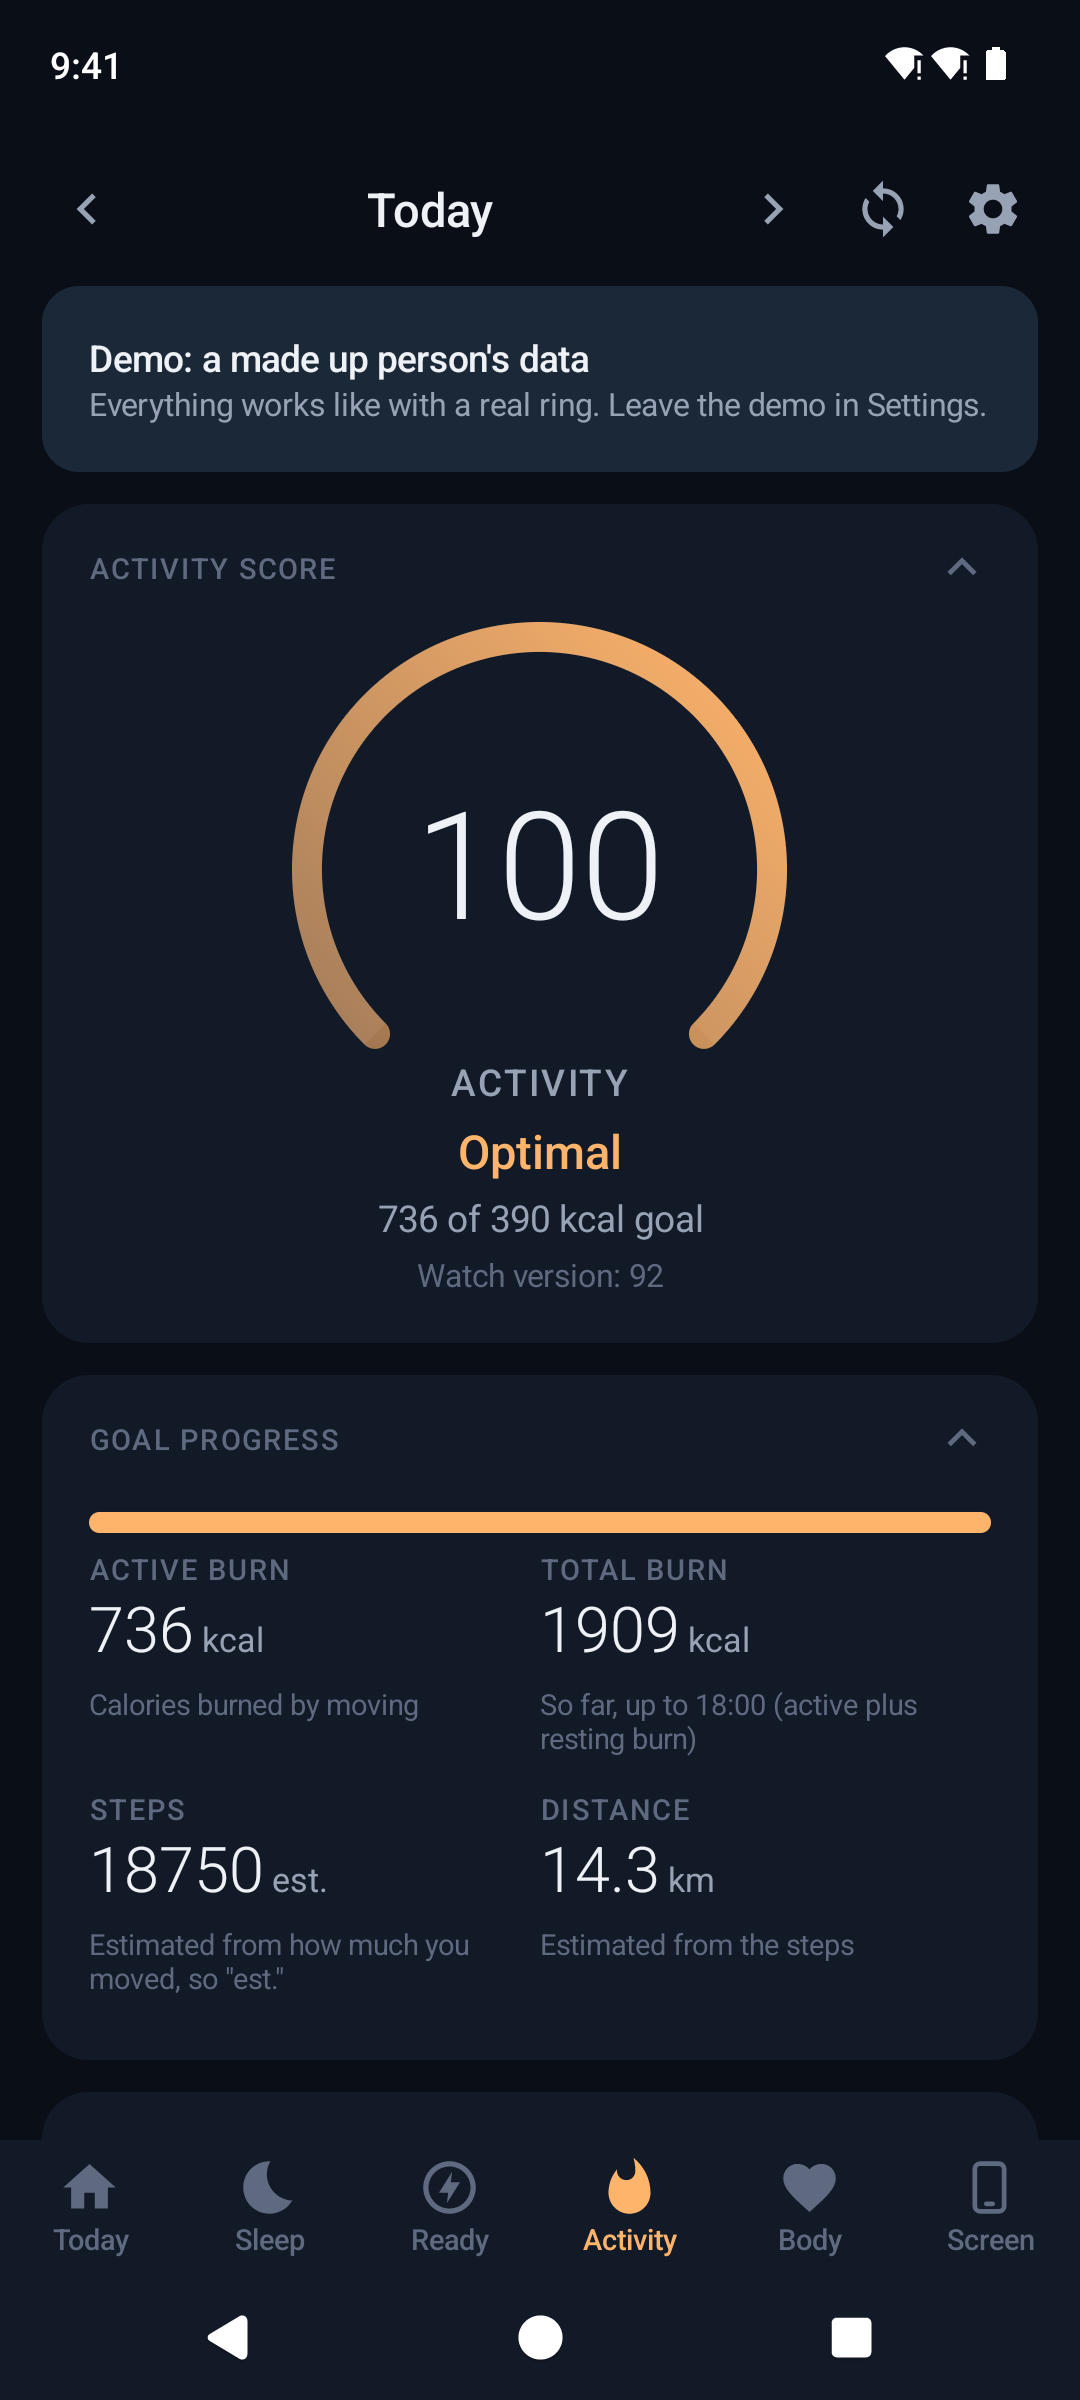 9:41
Today
Demo: a made up person's data
Everything works like with a real ring. Leave the demo in Settings.
ACTIVITY SCORE
100
ACTIVITY
Optimal
736 of 390 kcal goal
Watch version: 92
GOAL PROGRESS
ACTIVE BURN
736 kcal
Calories burned by moving
TOTAL BURN
1909 kcal
So far, up to 18:00 (active plus
resting burn)
STEPS
18750 est.
Estimated from how much you
moved, so "est."
DISTANCE
14.3 km
Estimated from the steps
Today
Sleep
Ready
Activity
Body
Screen